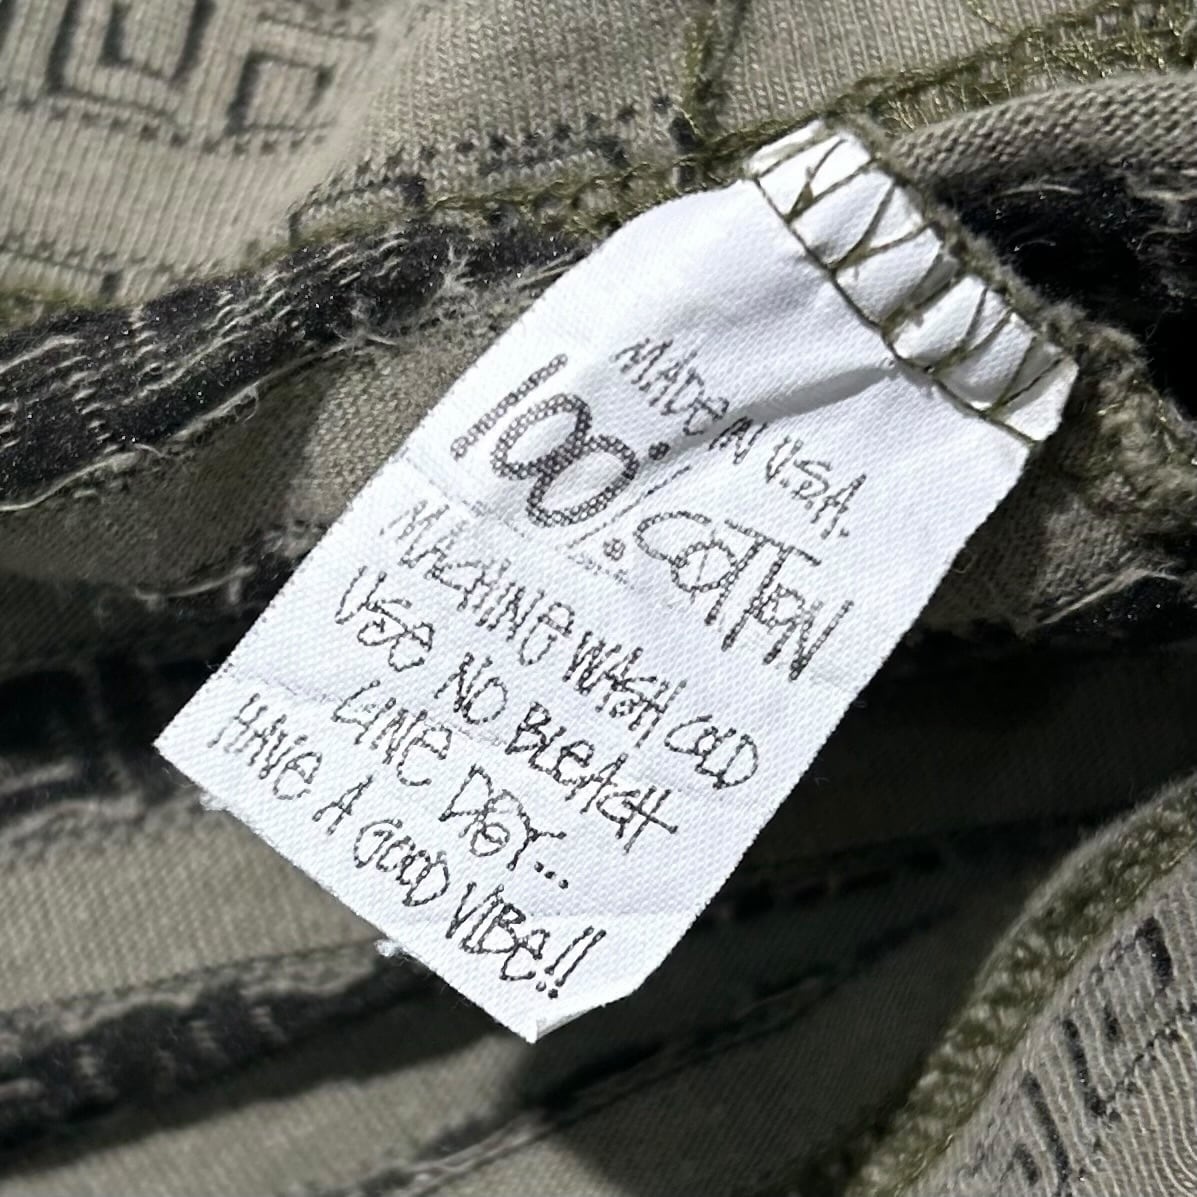 MADE IN U.S.A.
100% COTTON
MACHINE WASH COLD
USE NO BLEACH
LINE DRY...
HAVE A GOOD VIBE!!